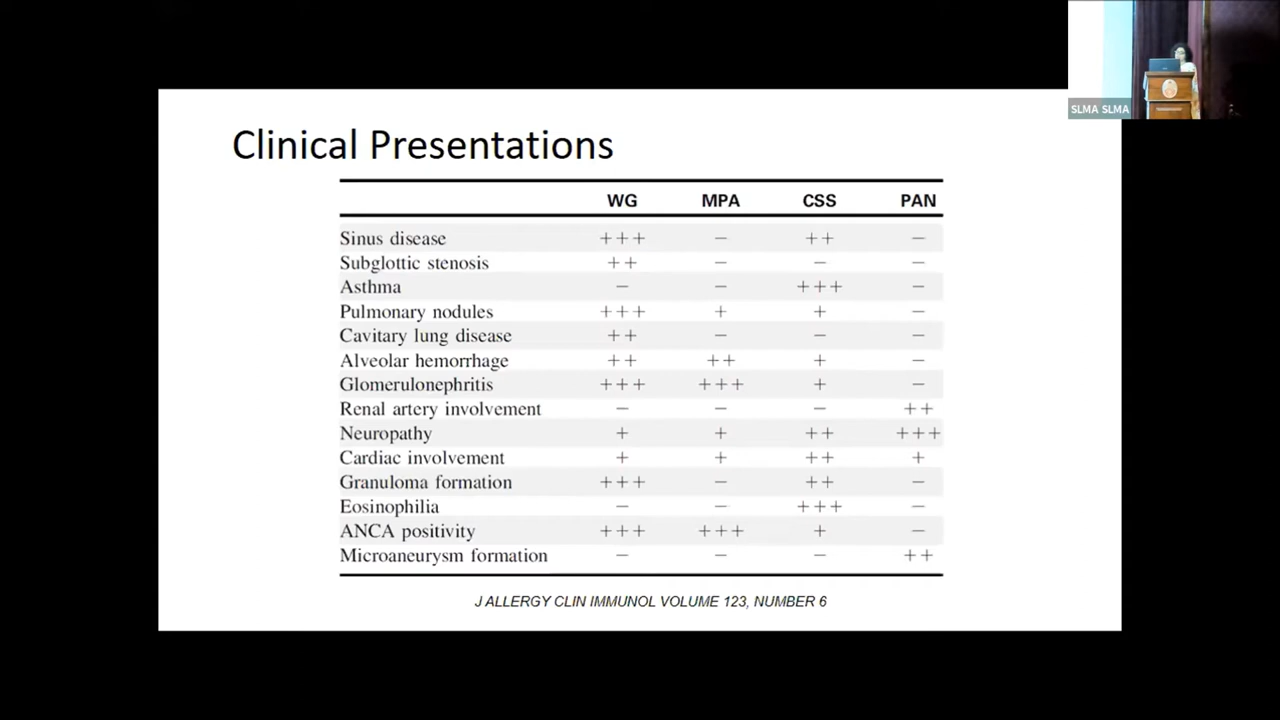 SLMA SLMA
Clinical Presentations
WG MPA CSS PAN
Sinus disease +++ − ++ −
Subglottic stenosis ++ − − −
Asthma − − +++ −
Pulmonary nodules +++ + + −
Cavitary lung disease ++ − − −
Alveolar hemorrhage ++ ++ + −
Glomerulonephritis +++ +++ + −
Renal artery involvement − − − ++
Neuropathy + + ++ +++
Cardiac involvement + + ++ +
Granuloma formation +++ − ++ −
Eosinophilia − − +++ −
ANCA positivity +++ +++ + −
Microaneurysm formation − − − ++
J ALLERGY CLIN IMMUNOL VOLUME 123, NUMBER 6